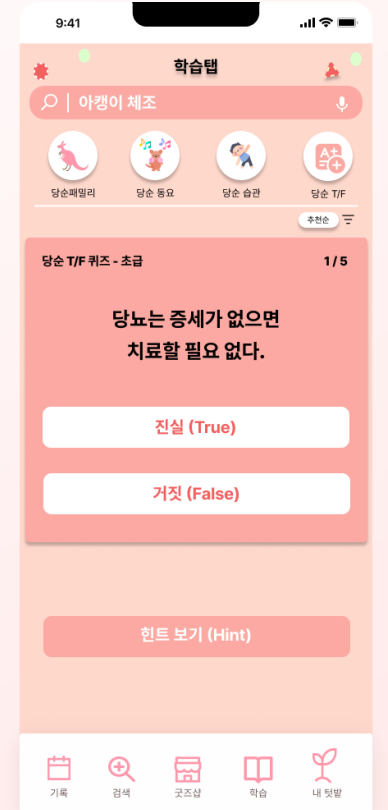 9:41
학습탭
아캥이 체조
당순패밀리
당순 동요
당순 습관
당순 T/F
추천순
당순 T/F 퀴즈 - 초급
1 / 5
당뇨는 증세가 없으면
치료할 필요 없다.
진실 (True)
거짓 (False)
힌트 보기 (Hint)
기록
검색
굿즈샵
학습
내 텃밭